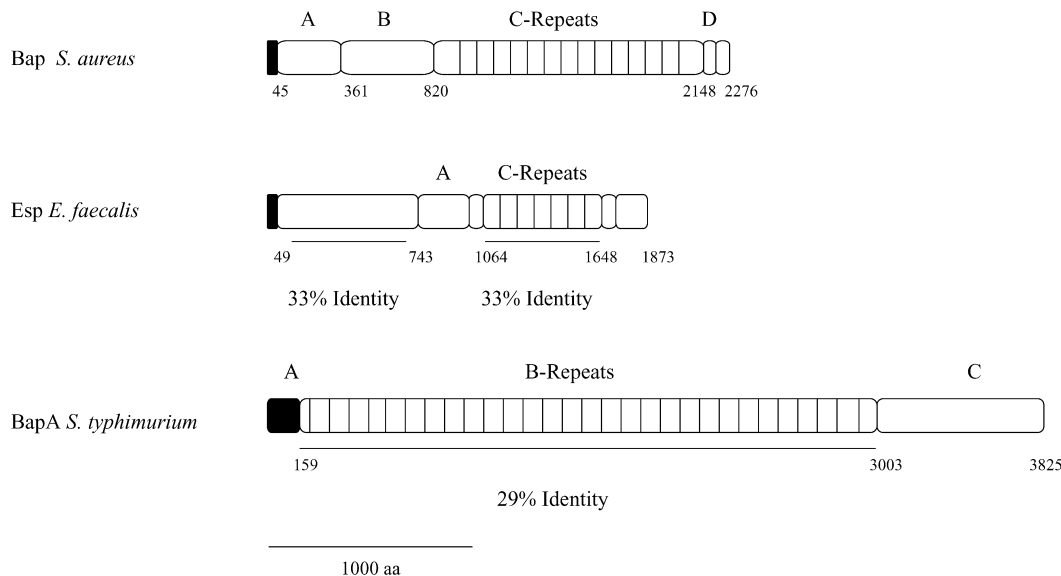 A B C-Repeats D
Bap S. aureus
45 361 820 2148 2276
A C-Repeats
Esp E. faecalis
49 743 1064 1648 1873
33% Identity 33% Identity
A B-Repeats C
BapA S. typhimurium
159 3003 3825
29% Identity
1000 aa